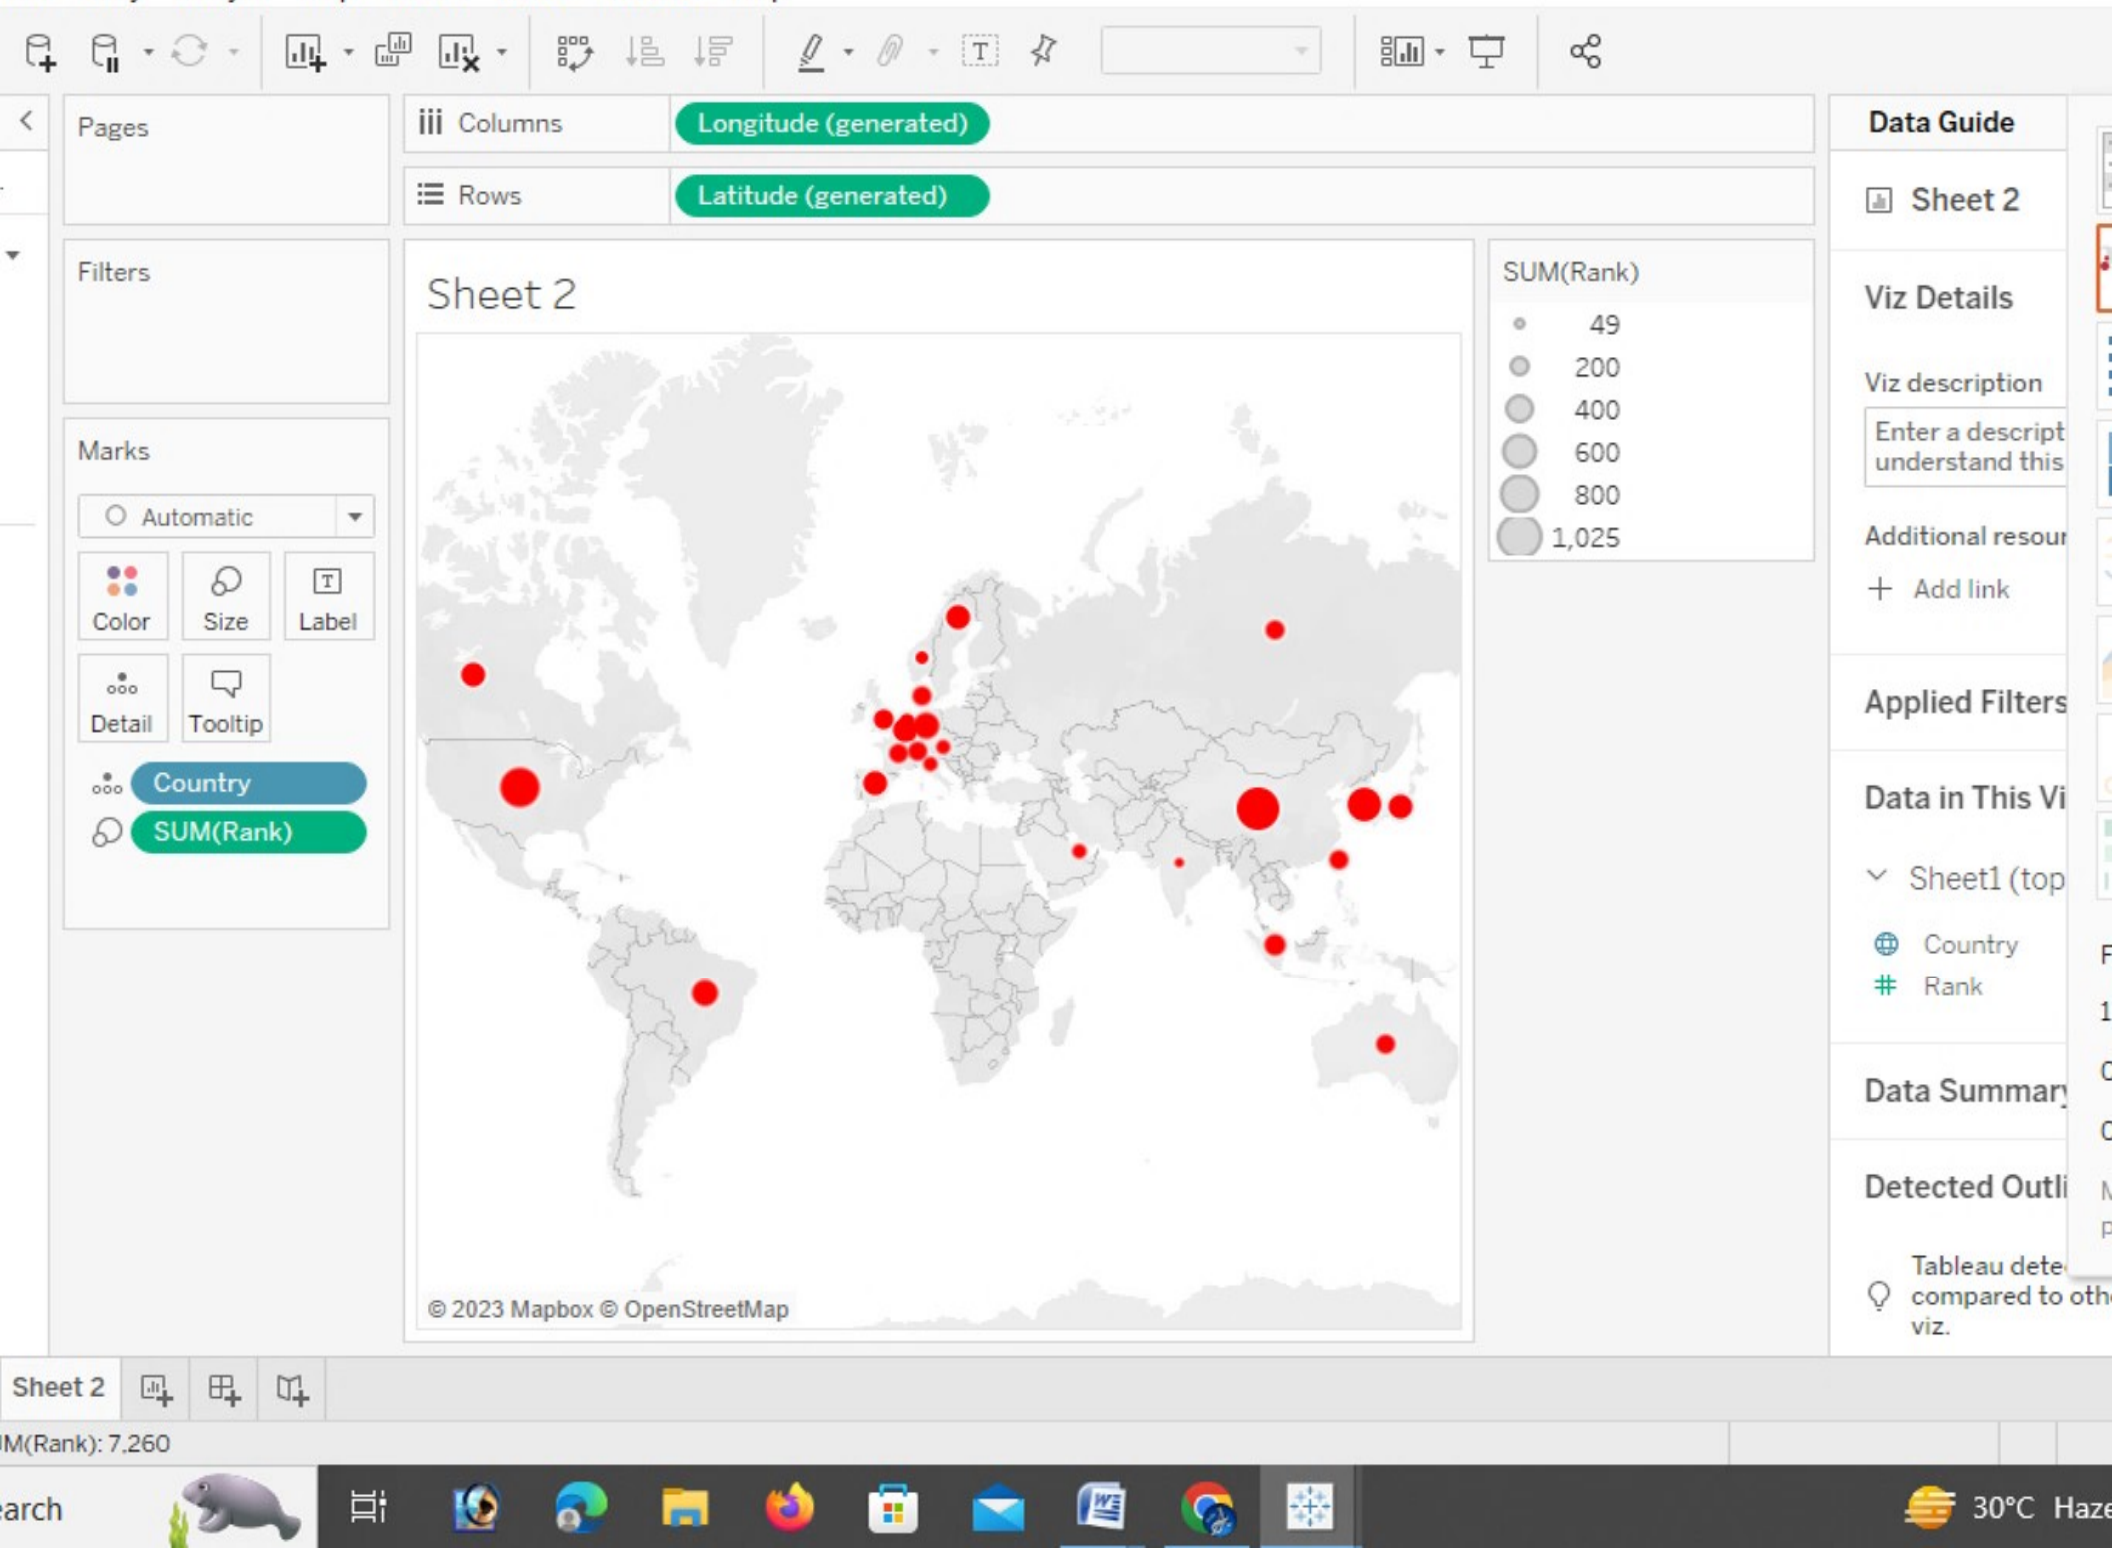 Pages
Columns
Longitude (generated)
Rows
Latitude (generated)
Filters
Marks
Automatic
Color
Size
Label
Detail
Tooltip
Country
SUM(Rank)
Sheet 2
© 2023 Mapbox © OpenStreetMap
SUM(Rank)
49
200
400
600
800
1,025
Data Guide
Sheet 2
Viz Details
Viz description
Enter a descript
understand this
Additional resour
Add link
Applied Filters
Data in This Vi
Sheet1 (top
Country
Rank
Data Summary
Detected Outli
Tableau dete
compared to oth
viz.
Sheet 2
UM(Rank): 7,260
earch
30°C Haze